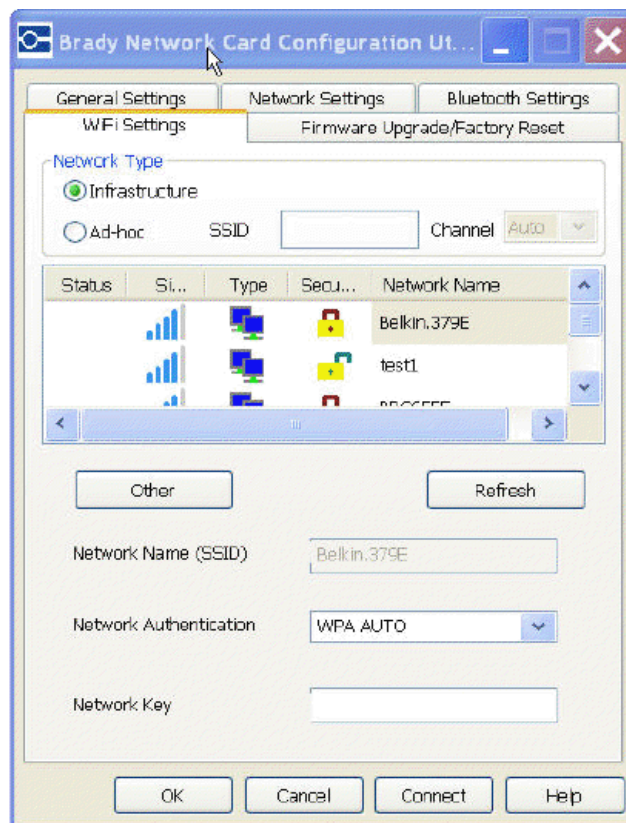 Brady Network Card Configuration Ut...
General Settings Network Settings Bluetooth Settings
WiFi Settings Firmware Upgrade/Factory Reset
Network Type
Infrastructure
Ad-hoc SSID Channel Auto
Status Si... Type Secu... Network Name
Belkin.379E
test1
Other Refresh
Network Name (SSID) Belkin.379E
Network Authentication WPA AUTO
Network Key
OK Cancel Connect Help